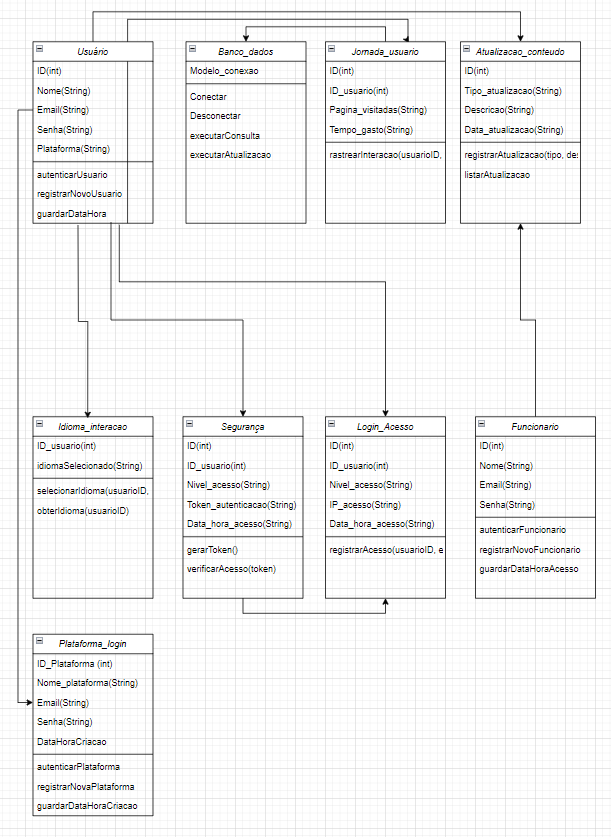 Usuário
ID(int)
Nome(String)
Email(String)
Senha(String)
Plataforma(String)
autenticarUsuario
registrarNovoUsuario
guardarDataHora
Banco_dados
Modelo_conexao
Conectar
Desconectar
executarConsulta
executarAtualizacao
Jornada_usuario
ID(int)
ID_usuario(int)
Pagina_visitadas(String)
Tempo_gasto(String)
rastrearInteracao(usuarioID,
Atualizacao_conteudo
ID(int)
Tipo_atualizacao(String)
Descricao(String)
Data_atualizacao(String)
registrarAtualizacao(tipo, des
listarAtualizacao
Idioma_interacao
ID_usuario(int)
idiomaSelecionado(String)
selecionarIdioma(usuarioID,
obterIdioma(usuarioID)
Segurança
ID(int)
ID_usuario(int)
Nivel_acesso(String)
Token_autenticacao(String)
Data_hora_acesso(String)
gerarToken()
verificarAcesso(token)
Login_Acesso
ID(int)
ID_usuario(int)
Nivel_acesso(String)
IP_acesso(String)
Data_hora_acesso(String)
registrarAcesso(usuarioID, e
Funcionario
ID(int)
Nome(String)
Email(String)
Senha(String)
autenticarFuncionario
registrarNovoFuncionario
guardarDataHoraAcesso
Plataforma_login
ID_Plataforma (int)
Nome_plataforma(String)
Email(String)
Senha(String)
DataHoraCriacao
autenticarPlataforma
registrarNovaPlataforma
guardarDataHoraCriacao